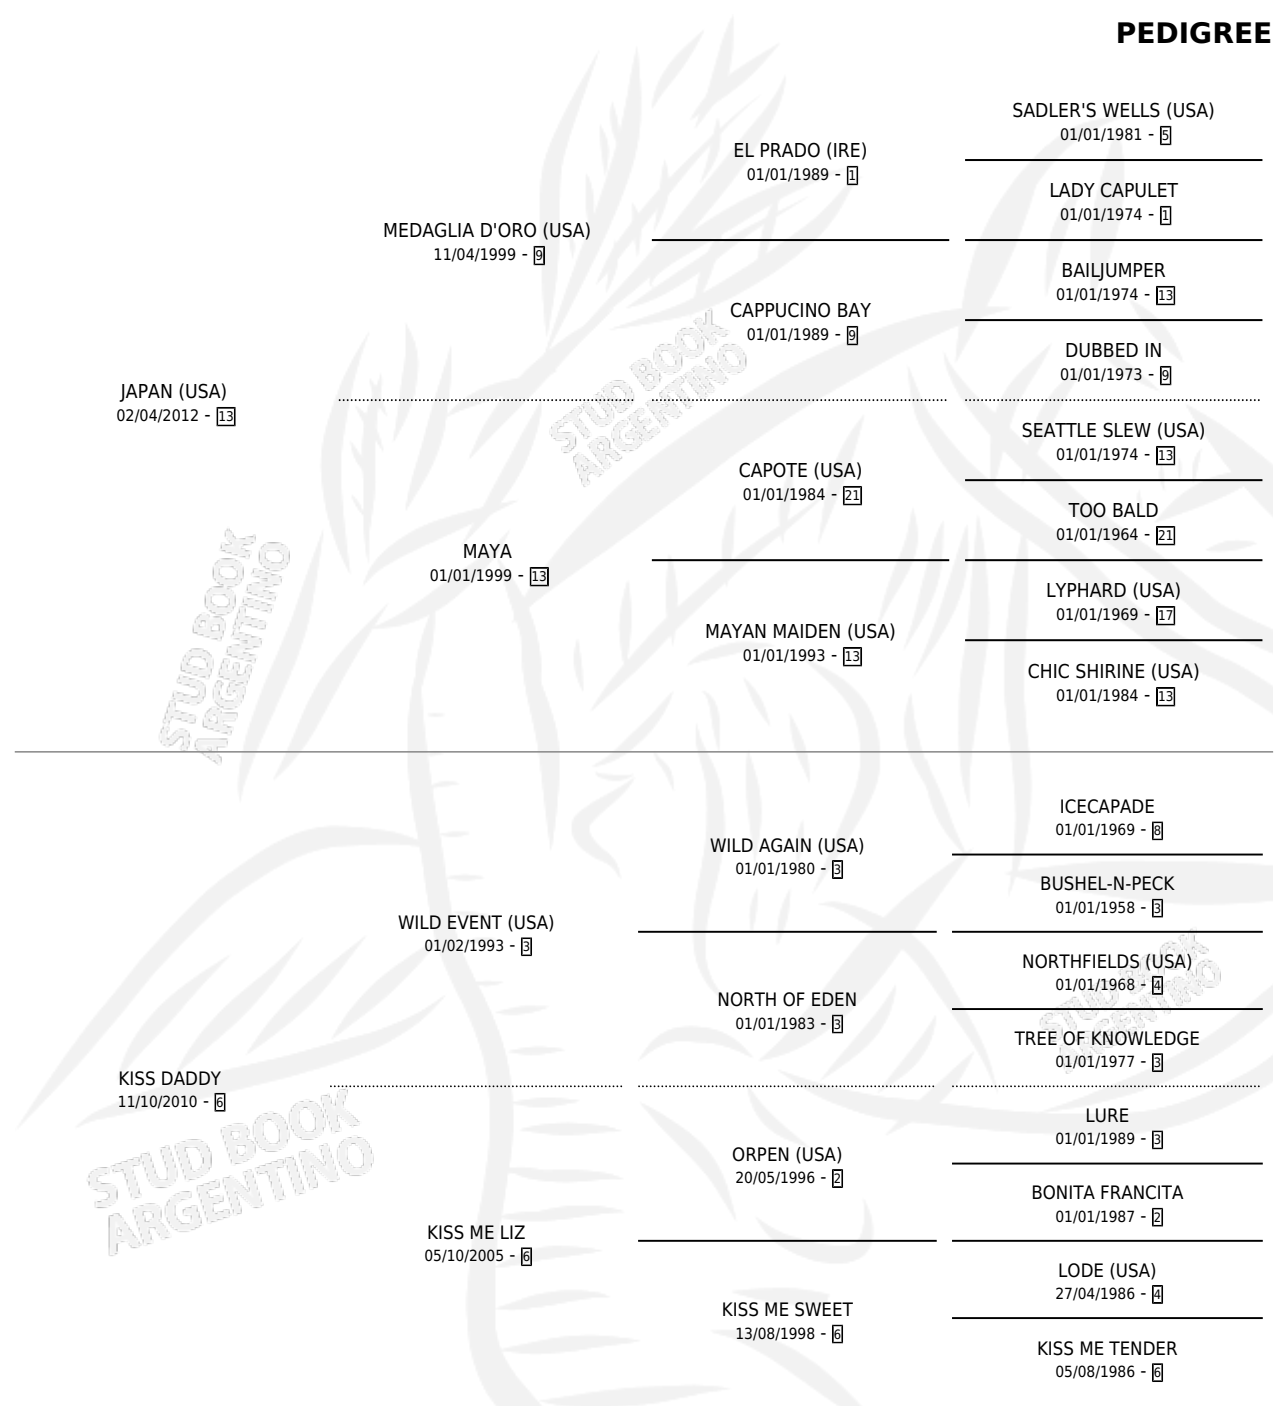 PEDIGREE
SADLER'S WELLS (USA)
01/01/1981 - 5
EL PRADO (IRE)
01/01/1989 - 1
LADY CAPULET
01/01/1974 - 1
MEDAGLIA D'ORO (USA)
11/04/1999 - 9
BAILJUMPER
01/01/1974 - 13
CAPPUCINO BAY
01/01/1989 - 9
DUBBED IN
01/01/1973 - 9
JAPAN (USA)
02/04/2012 - 13
SEATTLE SLEW (USA)
01/01/1974 - 13
CAPOTE (USA)
01/01/1984 - 21
TOO BALD
01/01/1964 - 21
MAYA
01/01/1999 - 13
LYPHARD (USA)
01/01/1969 - 17
MAYAN MAIDEN (USA)
01/01/1993 - 13
CHIC SHIRINE (USA)
01/01/1984 - 13
ICECAPADE
01/01/1969 - 8
WILD AGAIN (USA)
01/01/1980 - 3
BUSHEL-N-PECK
01/01/1958 - 3
WILD EVENT (USA)
01/02/1993 - 3
NORTHFIELDS (USA)
01/01/1968 - 4
NORTH OF EDEN
01/01/1983 - 3
TREE OF KNOWLEDGE
01/01/1977 - 3
KISS DADDY
11/10/2010 - 6
LURE
01/01/1989 - 3
ORPEN (USA)
20/05/1996 - 2
BONITA FRANCITA
01/01/1987 - 2
KISS ME LIZ
05/10/2005 - 6
LODE (USA)
27/04/1986 - 4
KISS ME SWEET
13/08/1998 - 6
KISS ME TENDER
05/08/1986 - 6
STUD BOOK
ARGENTINO
STUD BOOK
ARGENTINO
STUD BOOK
ARGENTINO
STUD BOOK
ARGENTINO